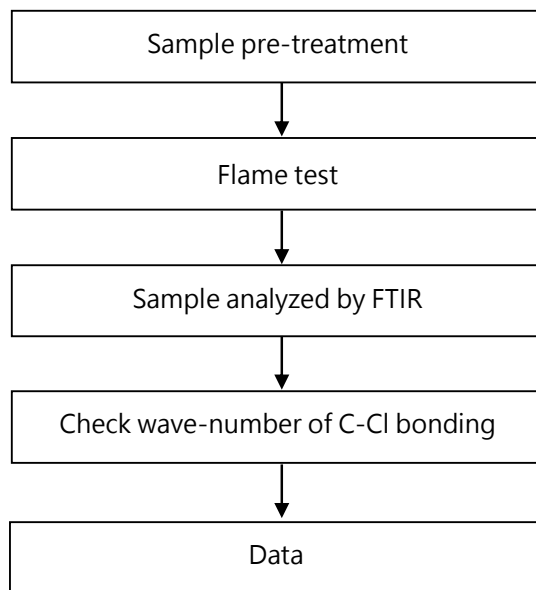 Sample pre-treatment
Flame test
Sample analyzed by FTIR
Check wave-number of C-Cl bonding
Data